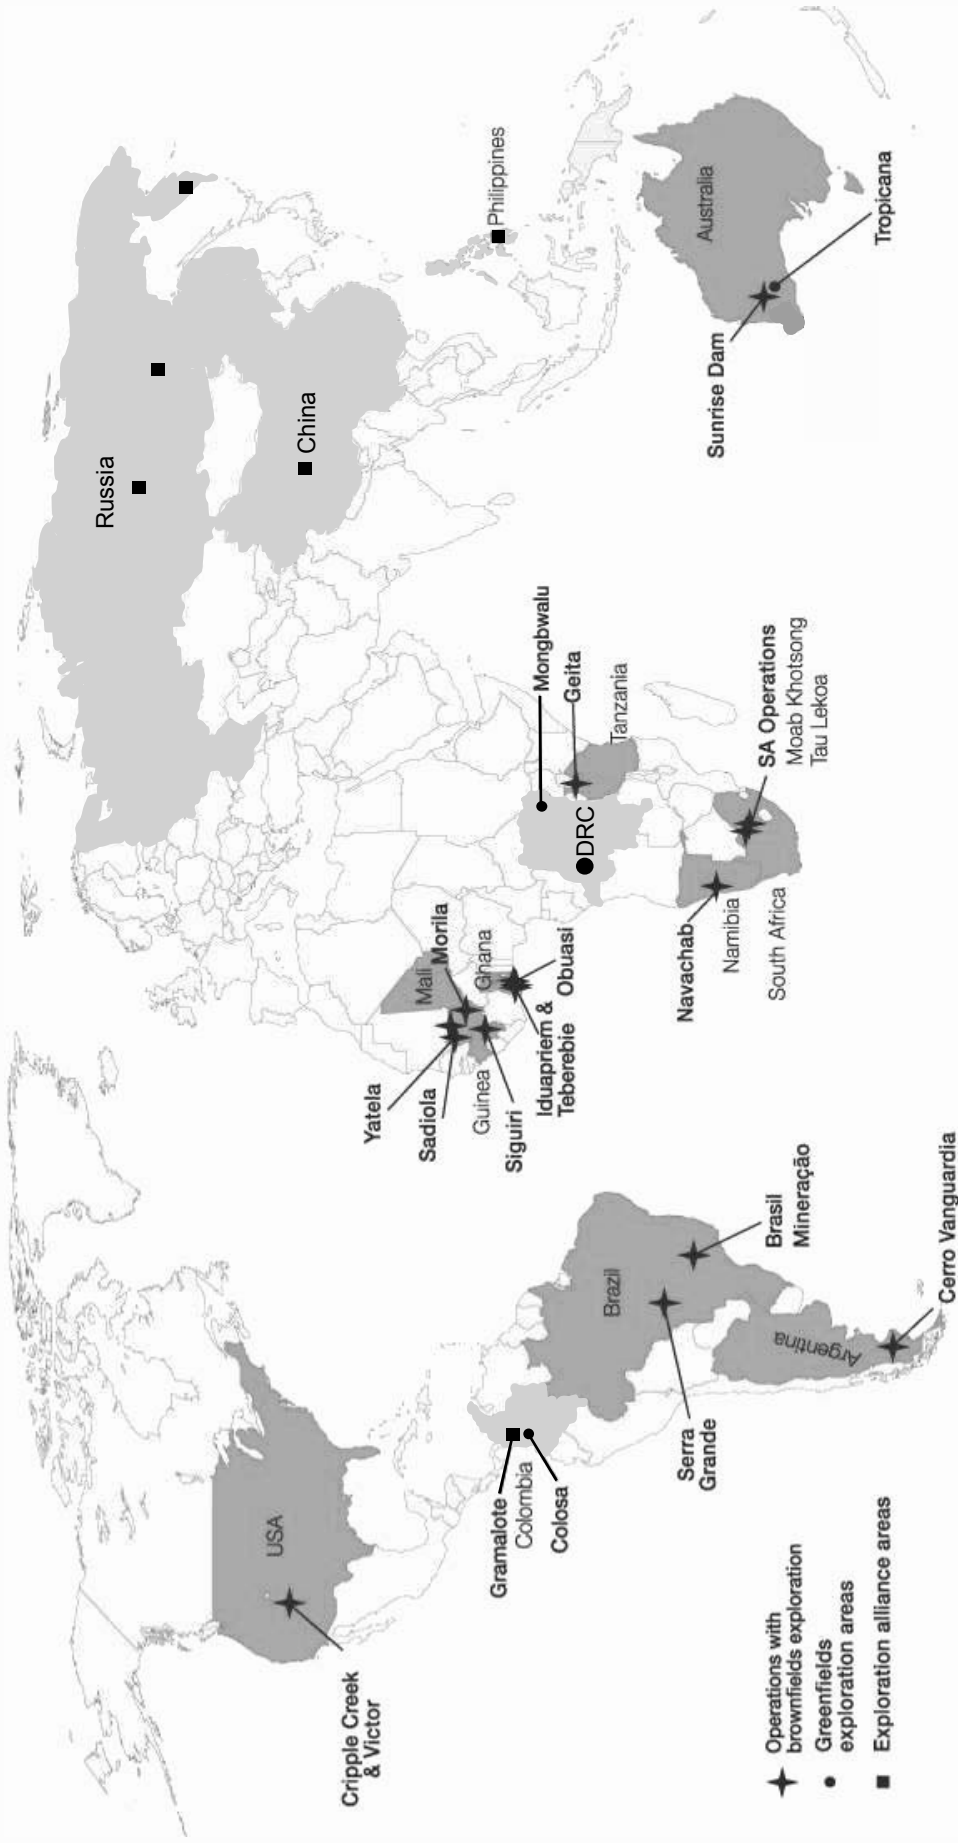 Russia
China
Philippines
Australia
Sunrise Dam
Tropicana
USA
Cripple Creek
& Victor
Gramalote
Colombia
Colosa
Brazil
Serra
Grande
Brasil
Mineração
Argentina
Cerro Vanguardia
Yatela
Sadiola
Mali
Morila
Guinea
Siguiri
Ghana
Iduapriem &
Teberebie
Obuasi
Mongbwalu
DRC
Geita
Tanzania
Navachab
Namibia
South Africa
SA Operations
Moab Khotsong
Tau Lekoa
Operations with
brownfields exploration
Greenfields
exploration areas
Exploration alliance areas